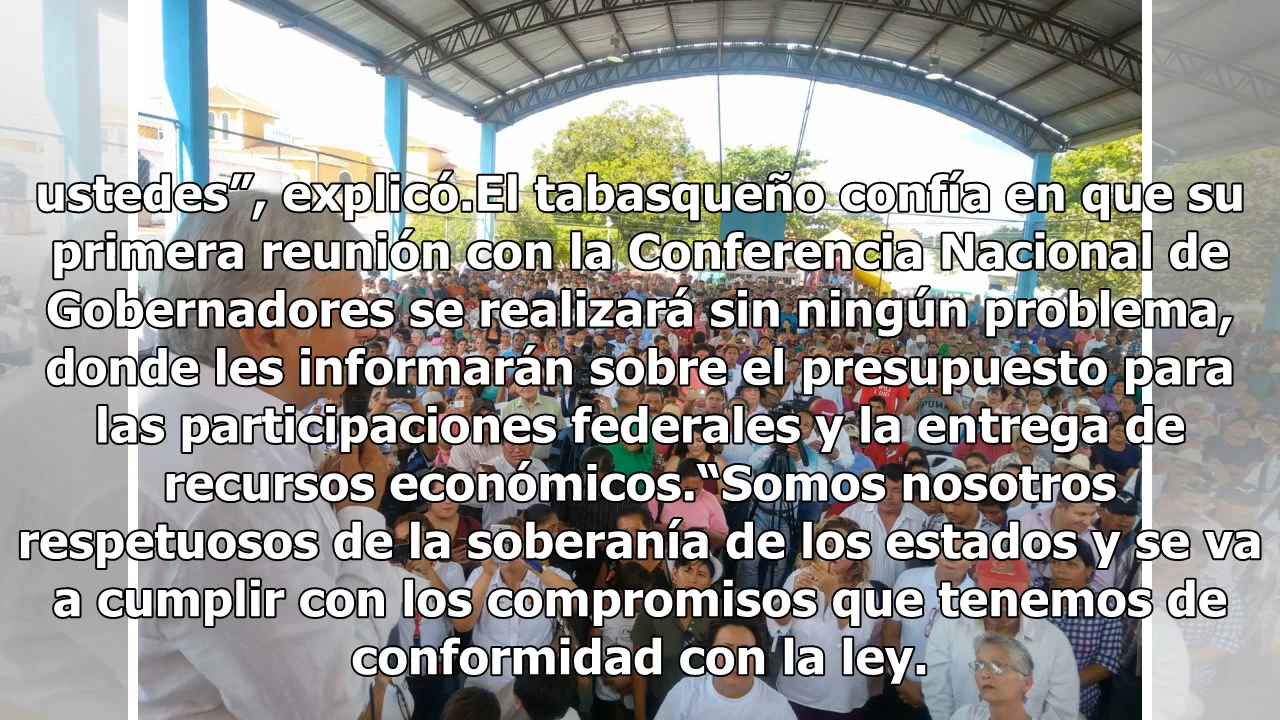 ustedes”, explicó.El tabasqueño confía en que su
primera reunión con la Conferencia Nacional de
Gobernadores se realizará sin ningún problema,
donde les informarán sobre el presupuesto para
las participaciones federales y la entrega de
recursos económicos.“Somos nosotros
respetuosos de la soberanía de los estados y se va
a cumplir con los compromisos que tenemos de
conformidad con la ley.
PUMA